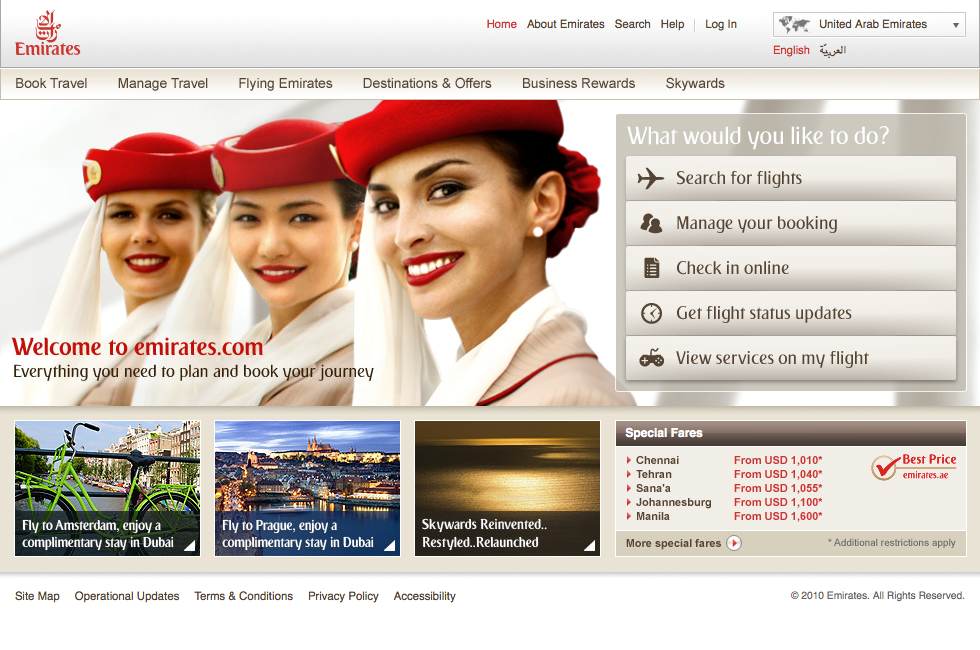 Emirates
Home About Emirates Search Help Log In
United Arab Emirates
English العربيّة
Book Travel Manage Travel Flying Emirates Destinations & Offers Business Rewards Skywards
What would you like to do?
Search for flights
Manage your booking
Check in online
Get flight status updates
View services on my flight
Welcome to emirates.com
Everything you need to plan and book your journey
Fly to Amsterdam, enjoy a
complimentary stay in Dubai
Fly to Prague, enjoy a
complimentary stay in Dubai
Skywards Reinvented..
Restyled..Relaunched
Special Fares
Chennai From USD 1,010*
Tehran From USD 1,040*
Sana'a From USD 1,055*
Johannesburg From USD 1,100*
Manila From USD 1,600*
Best Price
emirates.ae
More special fares * Additional restrictions apply
Site Map Operational Updates Terms & Conditions Privacy Policy Accessibility © 2010 Emirates. All Rights Reserved.